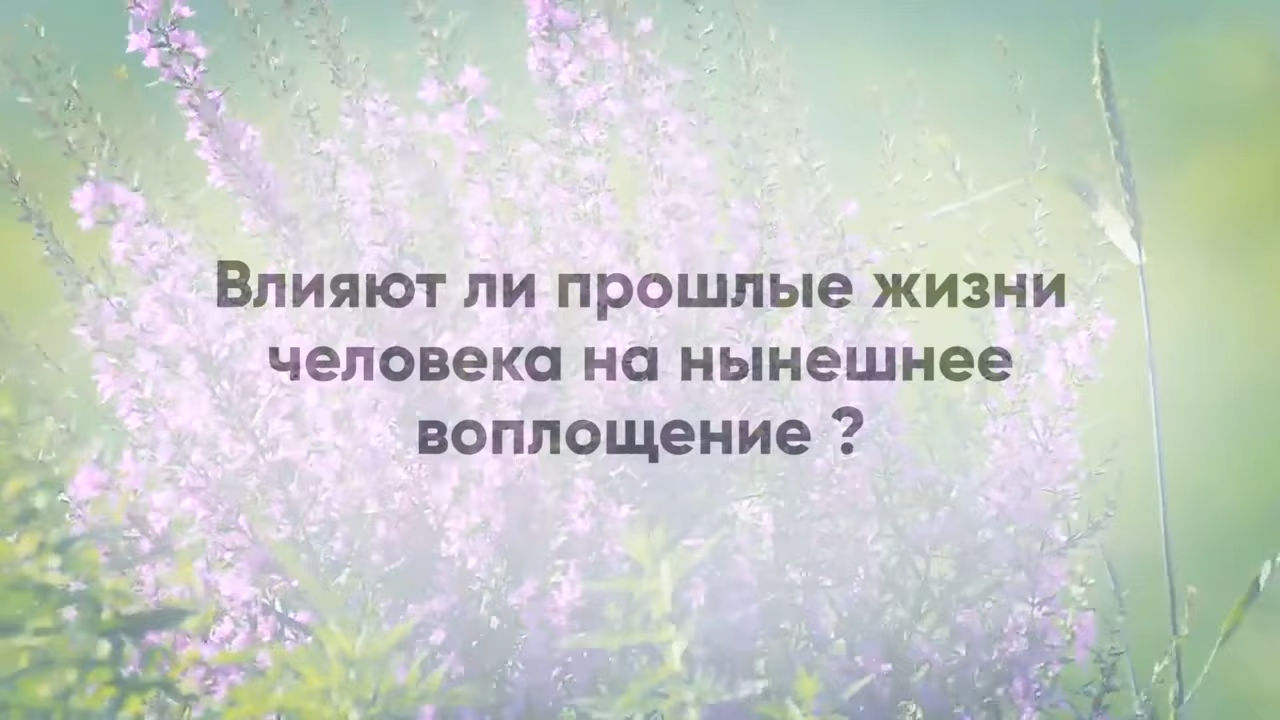 Влияют ли прошлые жизни
человека на нынешнее
воплощение ?